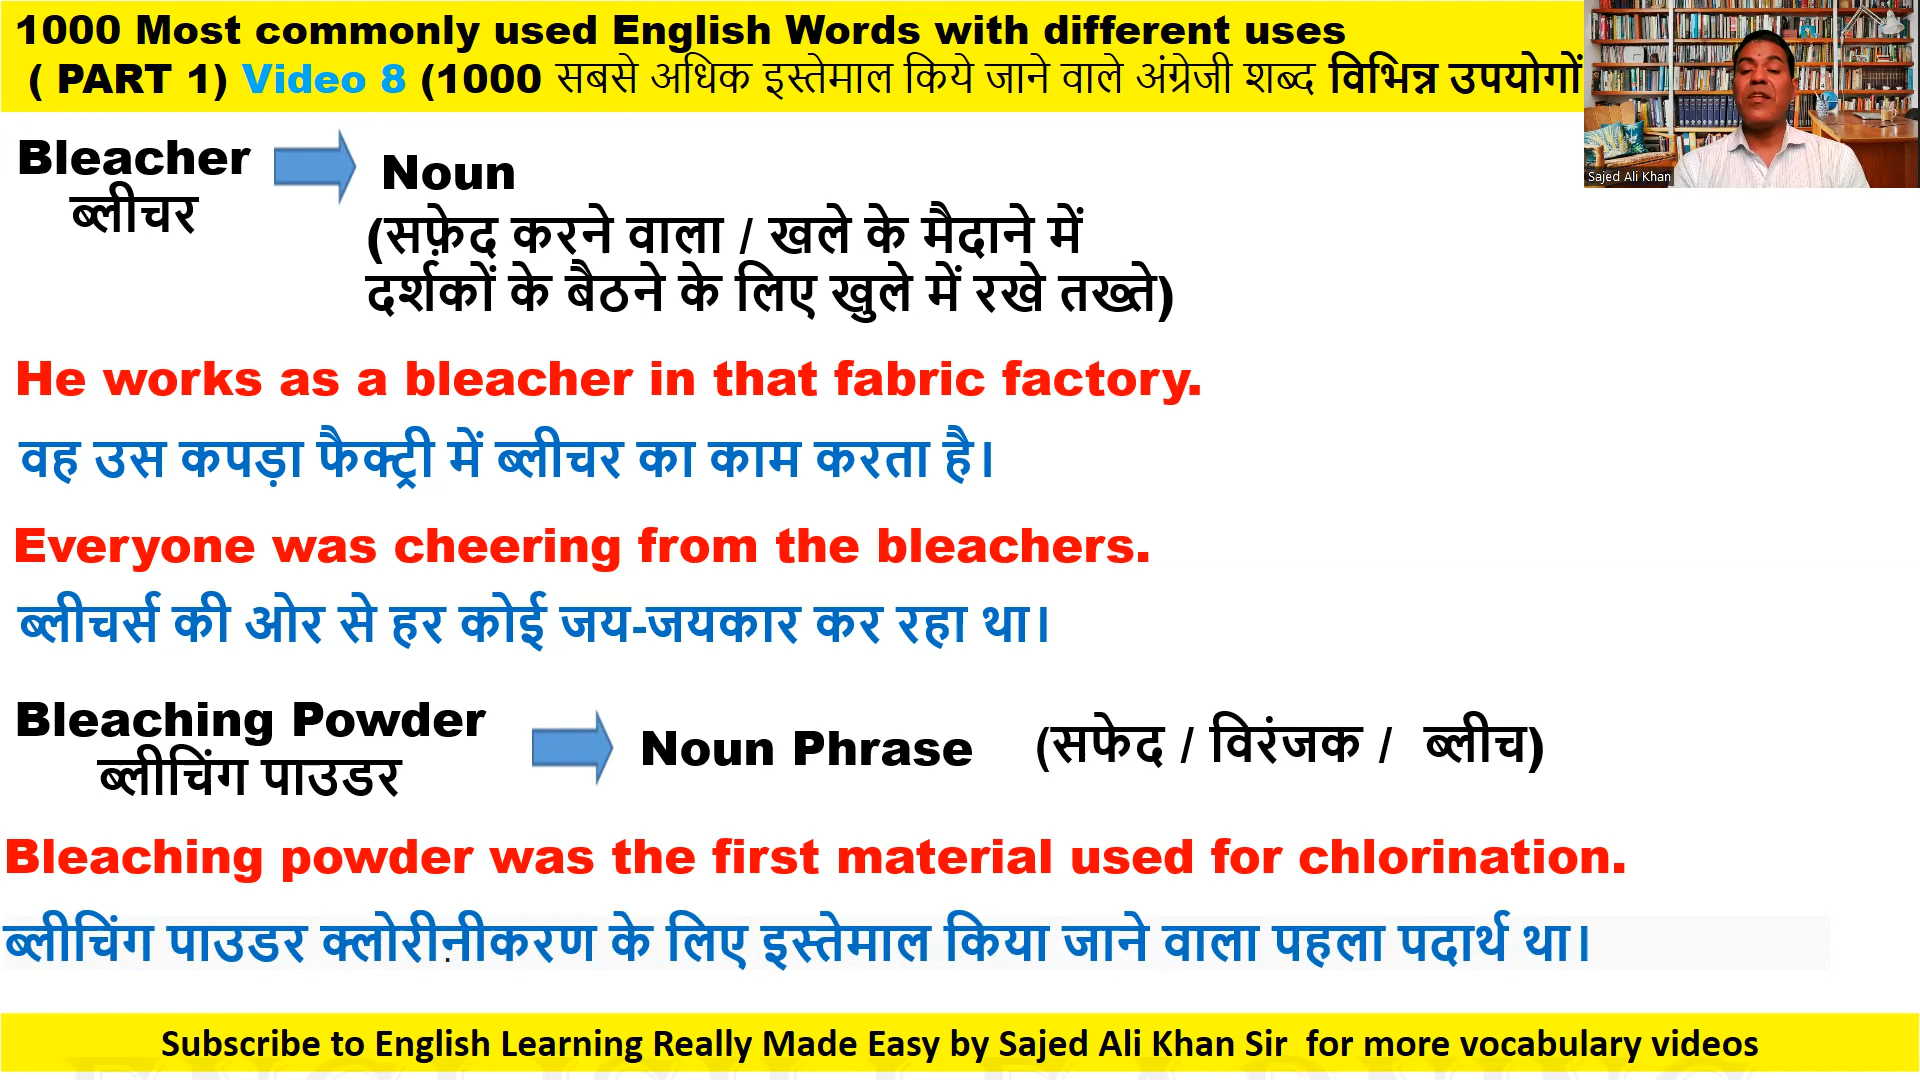 1000 Most commonly used English Words with different uses
( PART 1) Video 8 (1000 सबसे अधिक इस्तेमाल किये जाने वाले अंग्रेजी शब्द विभिन्न उपयोगों
Sajed Ali Khan
Bleacher
ब्लीचर
Noun
(सफ़ेद करने वाला / खले के मैदाने में
दर्शकों के बैठने के लिए खुले में रखे तख्ते)
He works as a bleacher in that fabric factory.
वह उस कपड़ा फैक्ट्री में ब्लीचर का काम करता है।
Everyone was cheering from the bleachers.
ब्लीचर्स की ओर से हर कोई जय-जयकार कर रहा था।
Bleaching Powder
ब्लीचिंग पाउडर
Noun Phrase
(सफेद / विरंजक / ब्लीच)
Bleaching powder was the first material used for chlorination.
ब्लीचिंग पाउडर क्लोरीनीकरण के लिए इस्तेमाल किया जाने वाला पहला पदार्थ था।
Subscribe to English Learning Really Made Easy by Sajed Ali Khan Sir for more vocabulary videos